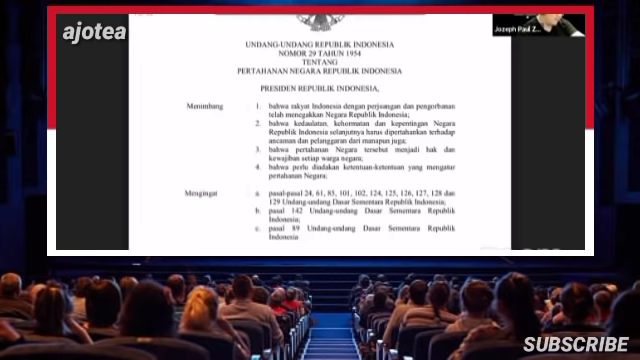 ajotea
Jozeph Paul Z...
UNDANG-UNDANG REPUBLIK INDONESIA
NOMOR 29 TAHUN 1954
TENTANG
PERTAHANAN NEGARA REPUBLIK INDONESIA
PRESIDEN REPUBLIK INDONESIA,
Menimbang : 1. bahwa rakyat Indonesia dengan perjuangan dan pengorbanan
telah menegakkan Negara Republik Indonesia;
2. bahwa kedaulatan, kehormatan dan kepentingan Negara
Republik Indonesia selanjutnya harus dipertahankan terhadap
ancaman dan pelanggaran dari manapun juga;
3. bahwa pertahanan Negara tersebut menjadi hak dan
kewajiban setiap warga negara;
4. bahwa perlu diadakan ketentuan-ketentuan yang mengatur
pertahanan Negara;
Mengingat : a. pasal-pasal 24, 61, 85, 101, 102, 124, 125, 126, 127, 128 dan
129 Undang-undang Dasar Sementara Republik Indonesia;
b. pasal 142 Undang-undang Dasar Sementara Republik
Indonesia;
c. pasal 89 Undang-undang Dasar Sementara Republik
Indonesia
SUBSCRIBE